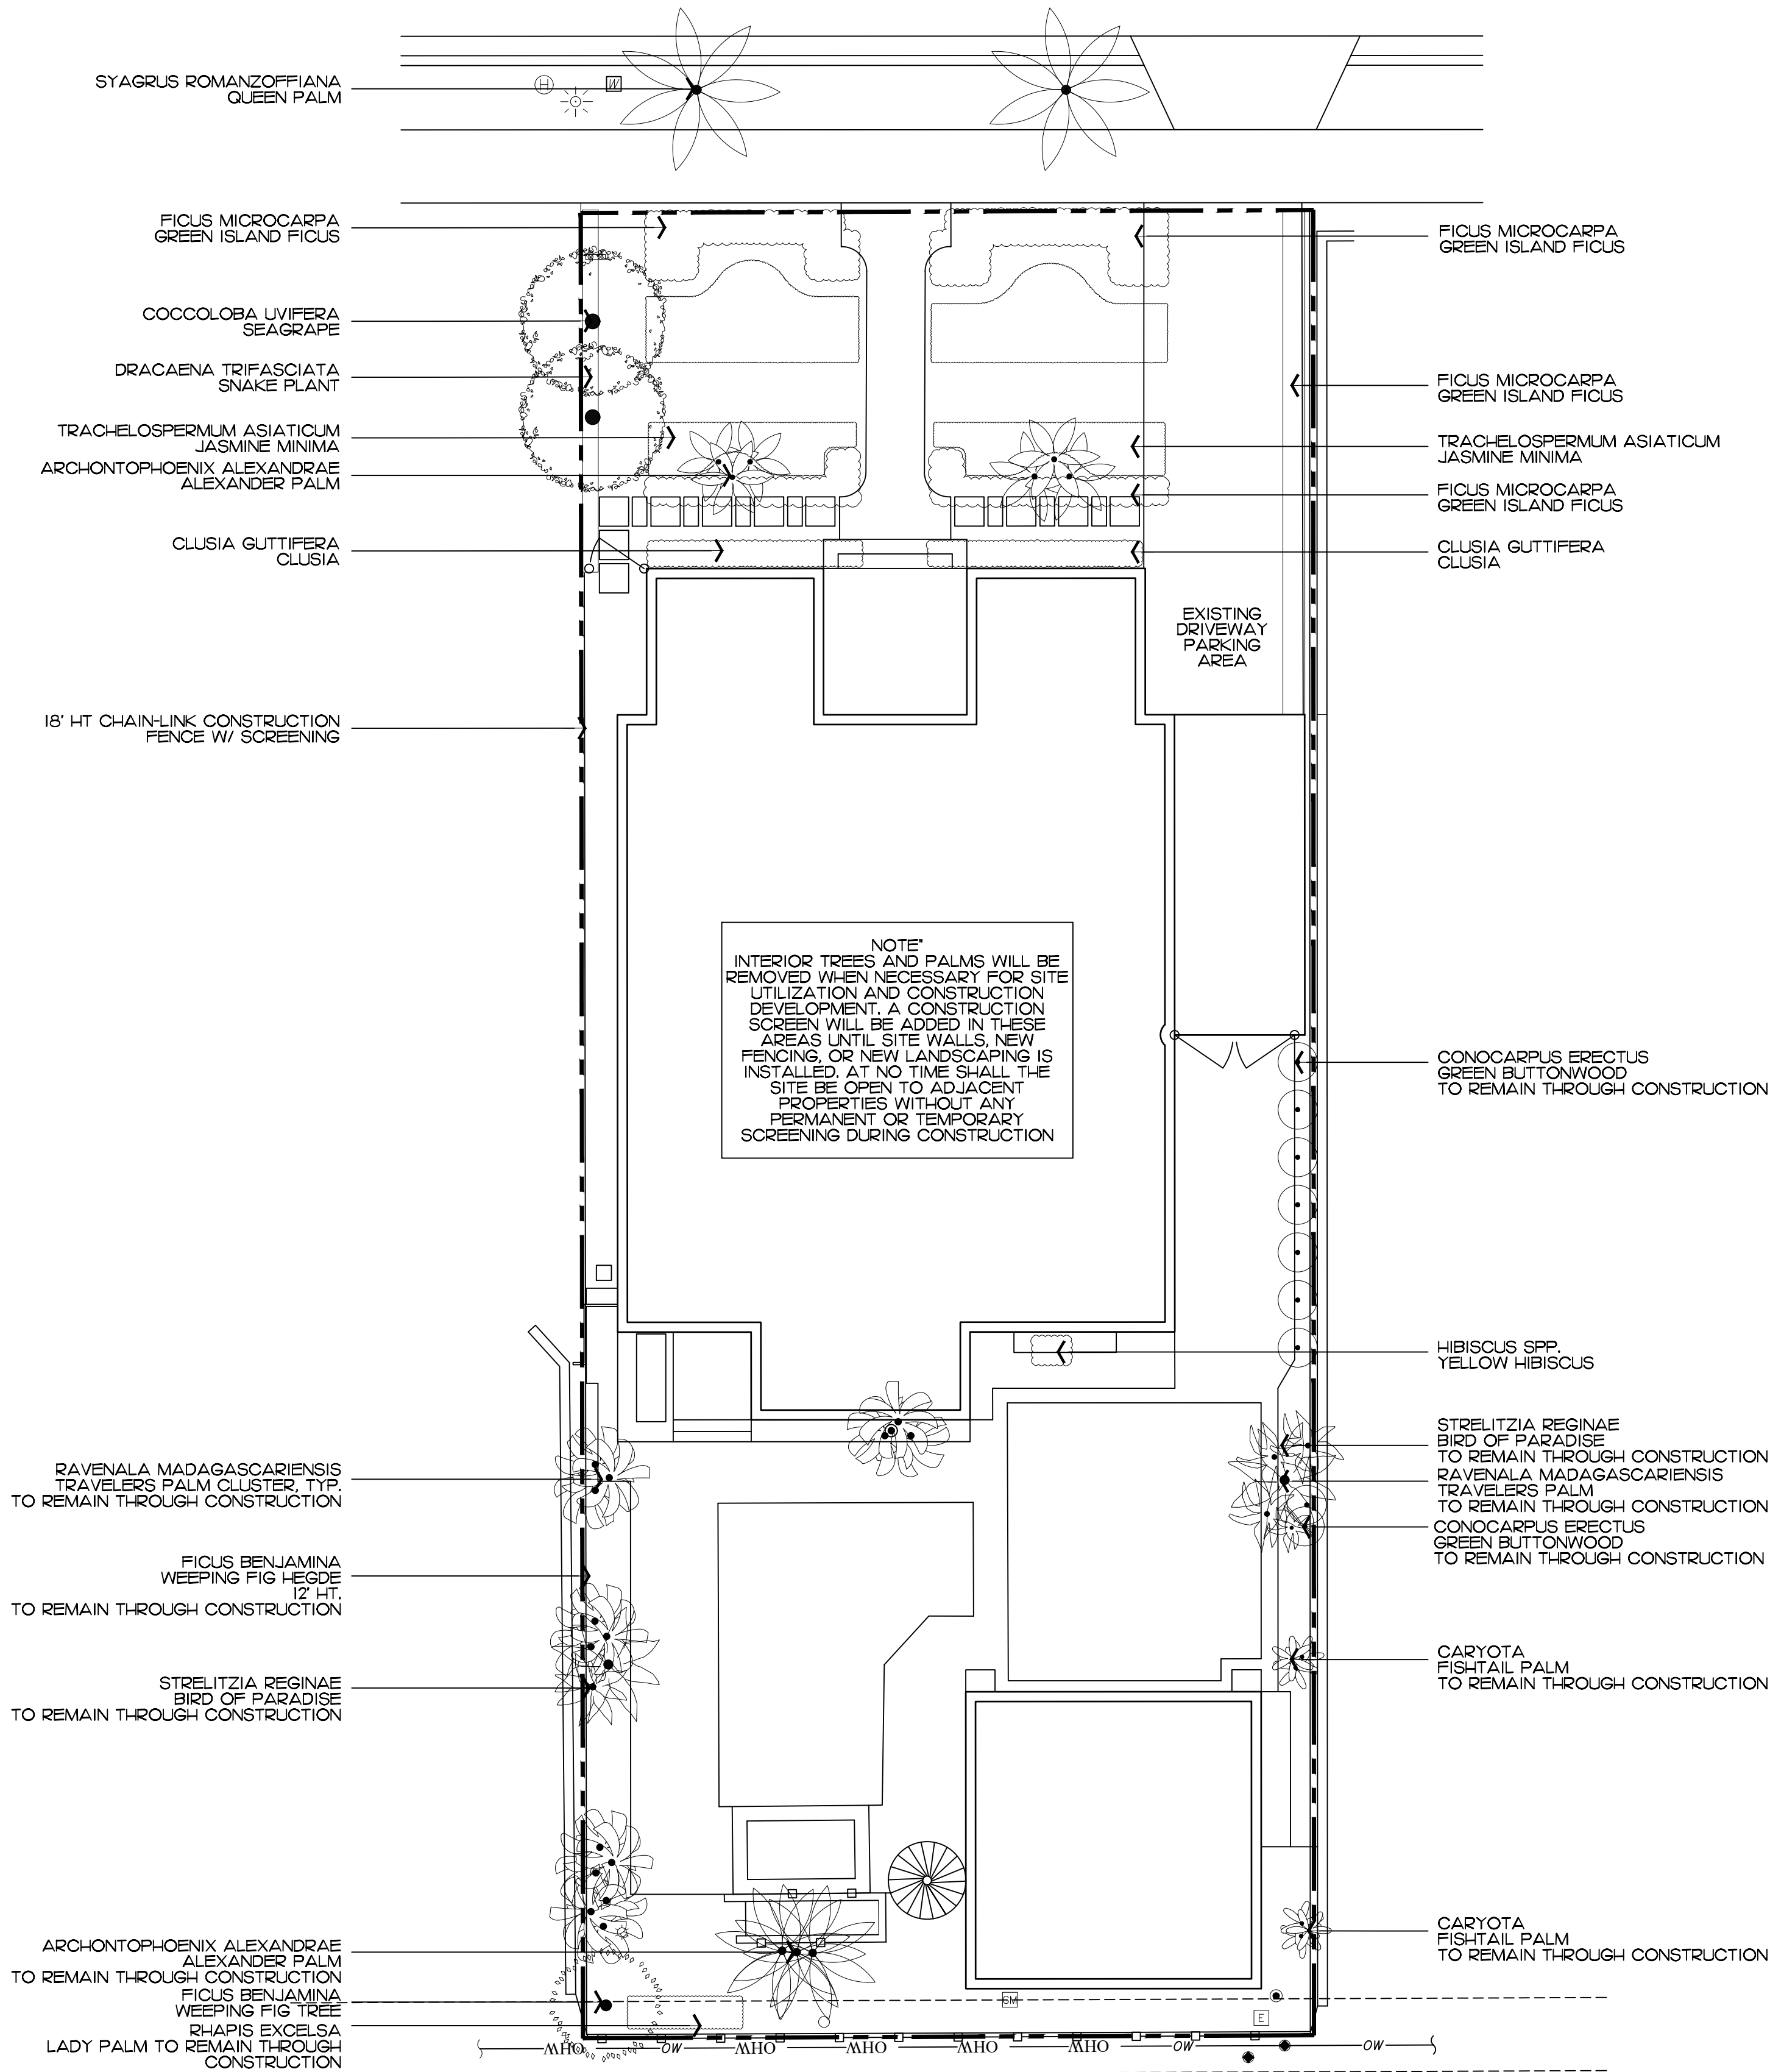 SYAGRUS ROMANZOFFIANA
QUEEN PALM
H
W
FICUS MICROCARPA
GREEN ISLAND FICUS
COCCOLOBA UVIFERA
SEAGRAPE
DRACAENA TRIFASCIATA
SNAKE PLANT
TRACHELOSPERMUM ASIATICUM
JASMINE MINIMA
ARCHONTOPHOENIX ALEXANDRAE
ALEXANDER PALM
CLUSIA GUTTIFERA
CLUSIA
18' HT CHAIN-LINK CONSTRUCTION
FENCE W/ SCREENING
RAVENALA MADAGASCARIENSIS
TRAVELERS PALM CLUSTER, TYP.
TO REMAIN THROUGH CONSTRUCTION
FICUS BENJAMINA
WEEPING FIG HEGDE
12' HT.
TO REMAIN THROUGH CONSTRUCTION
STRELITZIA REGINAE
BIRD OF PARADISE
TO REMAIN THROUGH CONSTRUCTION
ARCHONTOPHOENIX ALEXANDRAE
ALEXANDER PALM
TO REMAIN THROUGH CONSTRUCTION
FICUS BENJAMINA
WEEPING FIG TREE
RHAPIS EXCELSA
LADY PALM TO REMAIN THROUGH
CONSTRUCTION
EXISTING
DRIVEWAY
PARKING
AREA
NOTE"
INTERIOR TREES AND PALMS WILL BE
REMOVED WHEN NECESSARY FOR SITE
UTILIZATION AND CONSTRUCTION
DEVELOPMENT. A CONSTRUCTION
SCREEN WILL BE ADDED IN THESE
AREAS UNTIL SITE WALLS, NEW
FENCING, OR NEW LANDSCAPING IS
INSTALLED. AT NO TIME SHALL THE
SITE BE OPEN TO ADJACENT
PROPERTIES WITHOUT ANY
PERMANENT OR TEMPORARY
SCREENING DURING CONSTRUCTION
FICUS MICROCARPA
GREEN ISLAND FICUS
FICUS MICROCARPA
GREEN ISLAND FICUS
TRACHELOSPERMUM ASIATICUM
JASMINE MINIMA
FICUS MICROCARPA
GREEN ISLAND FICUS
CLUSIA GUTTIFERA
CLUSIA
CONOCARPUS ERECTUS
GREEN BUTTONWOOD
TO REMAIN THROUGH CONSTRUCTION
HIBISCUS SPP.
YELLOW HIBISCUS
STRELITZIA REGINAE
BIRD OF PARADISE
TO REMAIN THROUGH CONSTRUCTION
RAVENALA MADAGASCARIENSIS
TRAVELERS PALM
TO REMAIN THROUGH CONSTRUCTION
CONOCARPUS ERECTUS
GREEN BUTTONWOOD
TO REMAIN THROUGH CONSTRUCTION
CARYOTA
FISHTAIL PALM
TO REMAIN THROUGH CONSTRUCTION
CARYOTA
FISHTAIL PALM
TO REMAIN THROUGH CONSTRUCTION
SM
E
OHW OW OHW OHW OHW OHW OW OW